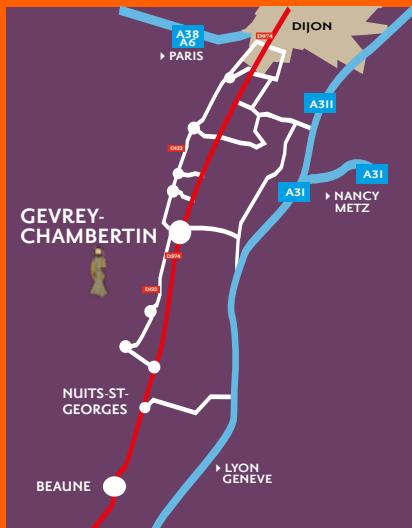 DIJON
D974
A38
A6
PARIS
A311
D122
A31
A31
NANCY
METZ
GEVREY-
CHAMBERTIN
D974
D122
NUITS-ST-
GEORGES
LYON
GENEVE
BEAUNE